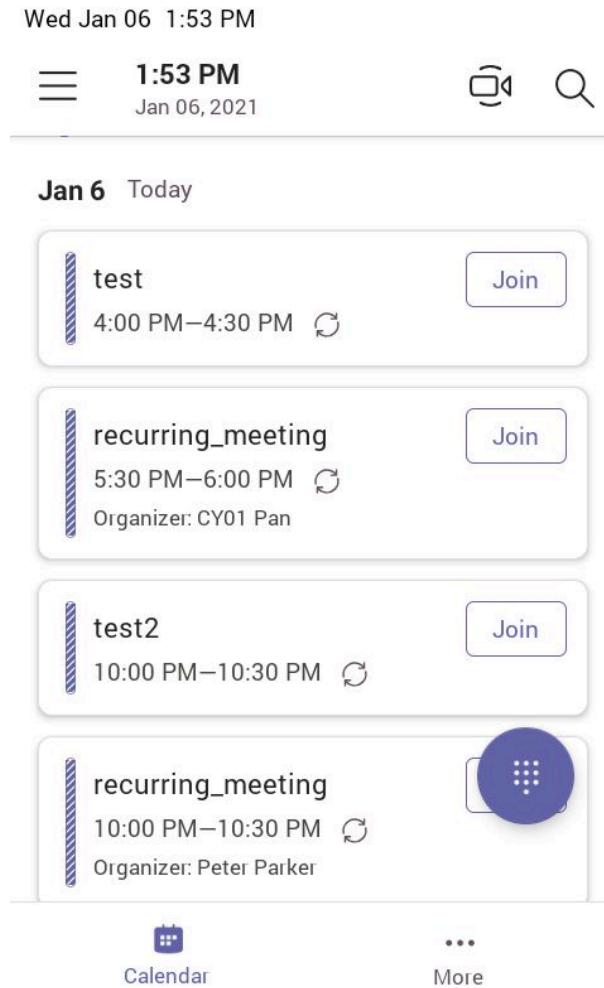 Wed Jan 06 1:53 PM
1:53 PM
Jan 06, 2021
Jan 6 Today
test
Join
4:00 PM—4:30 PM
recurring_meeting
Join
5:30 PM—6:00 PM
Organizer: CY01 Pan
test2
Join
10:00 PM—10:30 PM
recurring_meeting
10:00 PM—10:30 PM
Organizer: Peter Parker
Calendar
More